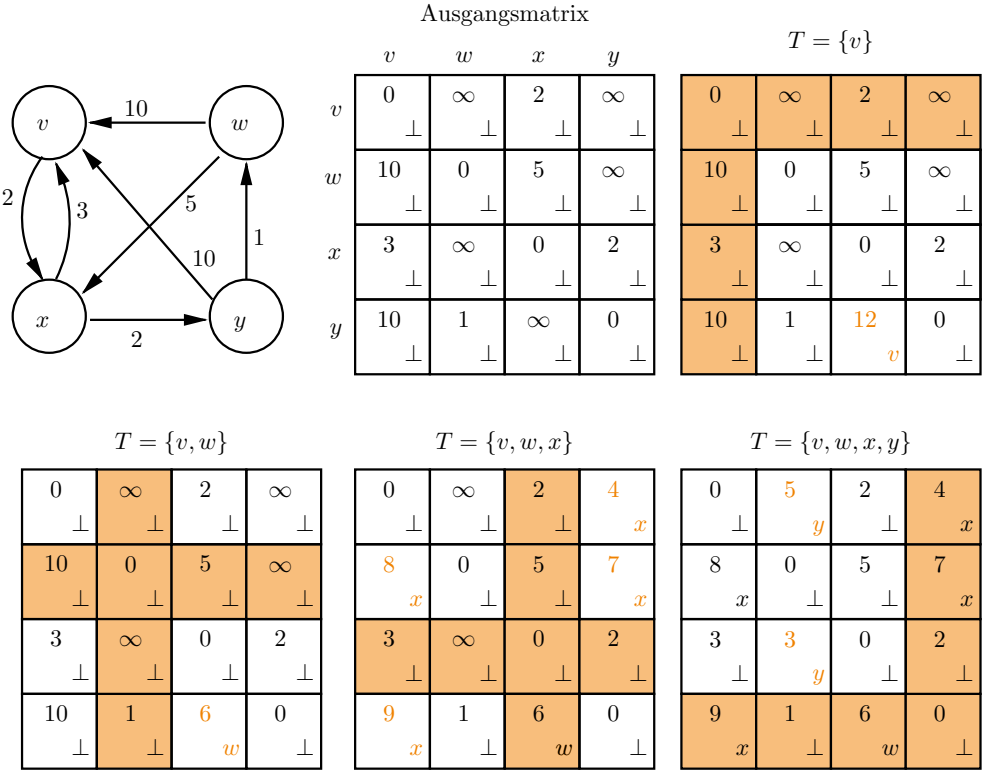 Ausgangsmatrix
T = {v}
v w x y
10
v w
2 3 5
10 1
x y
2
v 0 ∞ 2 ∞
⊥ ⊥ ⊥ ⊥
w 10 0 5 ∞
⊥ ⊥ ⊥ ⊥
x 3 ∞ 0 2
⊥ ⊥ ⊥ ⊥
y 10 1 ∞ 0
⊥ ⊥ ⊥ ⊥
0 ∞ 2 ∞
⊥ ⊥ ⊥ ⊥
10 0 5 ∞
⊥ ⊥ ⊥ ⊥
3 ∞ 0 2
⊥ ⊥ ⊥ ⊥
10 1 12 0
⊥ ⊥ v ⊥
T = {v, w}
0 ∞ 2 ∞
⊥ ⊥ ⊥ ⊥
10 0 5 ∞
⊥ ⊥ ⊥ ⊥
3 ∞ 0 2
⊥ ⊥ ⊥ ⊥
10 1 6 0
⊥ ⊥ w ⊥
T = {v, w, x}
0 ∞ 2 4
⊥ ⊥ ⊥ x
8 0 5 7
x ⊥ ⊥ x
3 ∞ 0 2
⊥ ⊥ ⊥ ⊥
9 1 6 0
x ⊥ w ⊥
T = {v, w, x, y}
0 5 2 4
⊥ y ⊥ x
8 0 5 7
x ⊥ ⊥ x
3 3 0 2
⊥ y ⊥ ⊥
9 1 6 0
x ⊥ w ⊥